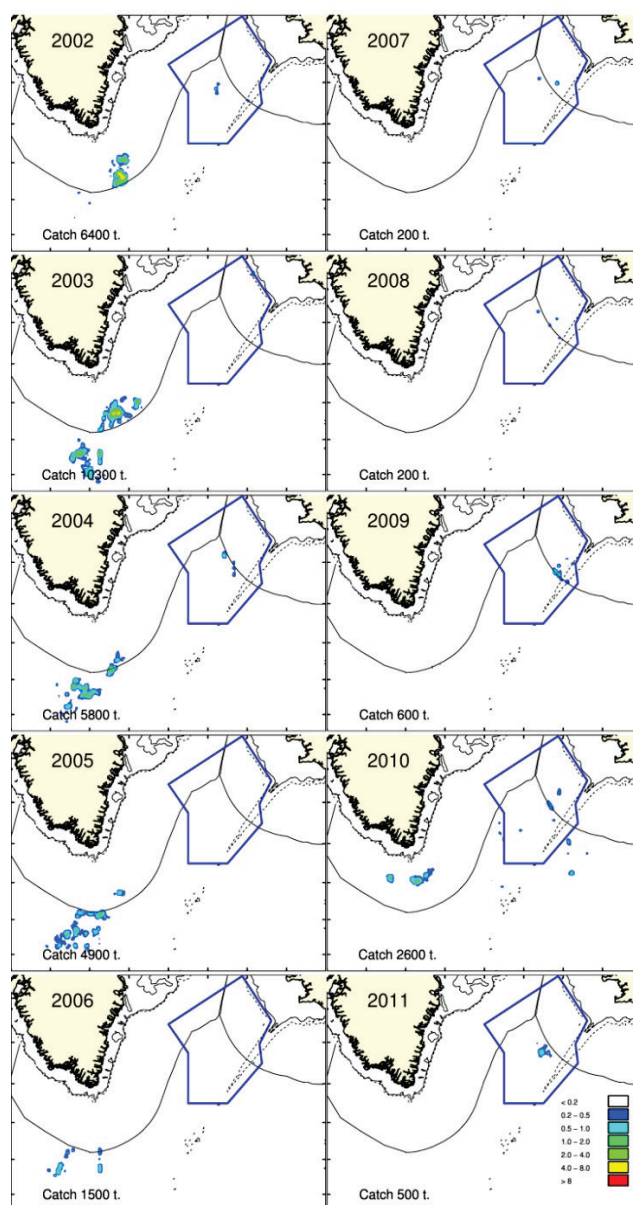 2002
Catch 6400 t.
2007
Catch 200 t.
2003
Catch 10300 t.
2008
Catch 200 t.
2004
Catch 5800 t.
2009
Catch 600 t.
2005
Catch 4900 t.
2010
Catch 2600 t.
2006
Catch 1500 t.
2011
Catch 500 t.
< 0.2
0.2 – 0.5
0.5 – 1.0
1.0 – 2.0
2.0 – 4.0
4.0 – 8.0
> 8